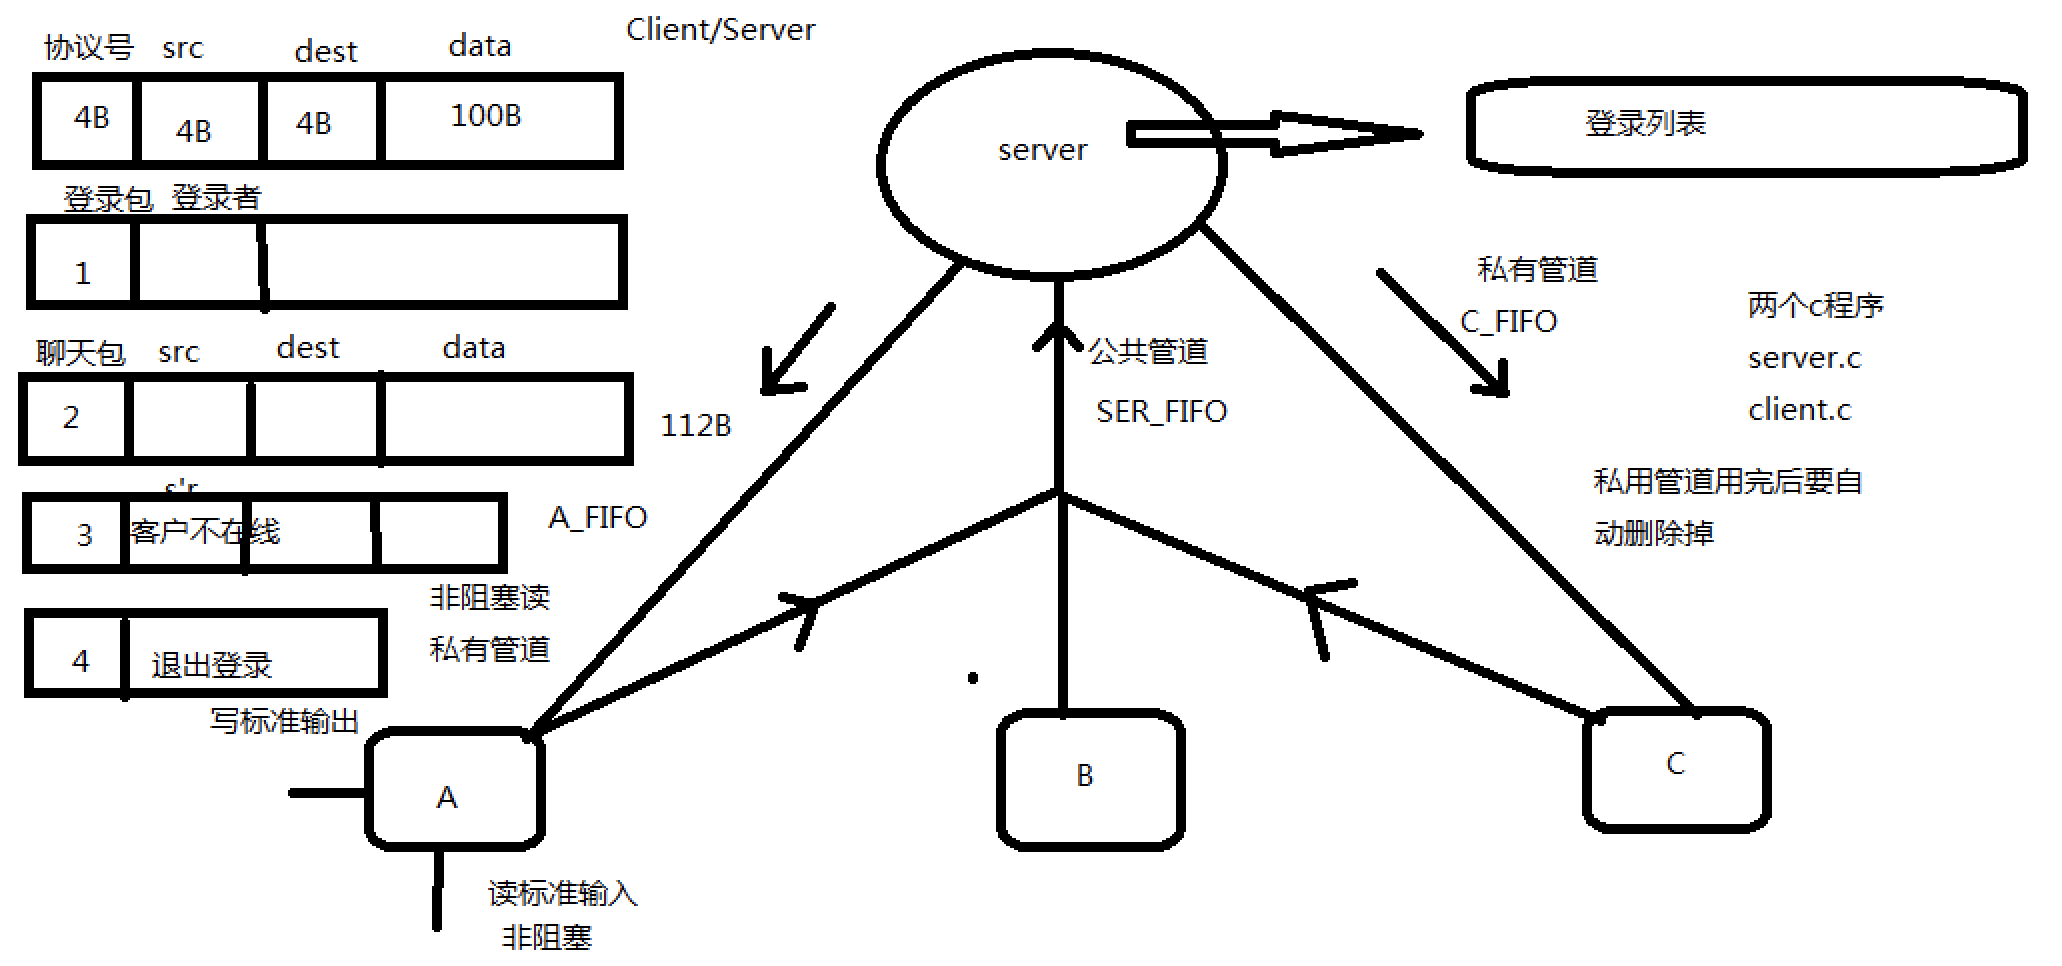 Client/Server
协议号 src dest data
4B 4B 4B 100B
登录包 登录者
1
聊天包 src dest data
2
112B
3 客户不在线
A_FIFO
4 退出登录
非阻塞读
私有管道
写标准输出
A
读标准输入
非阻塞
server
登录列表
公共管道
SER_FIFO
B
私有管道
C_FIFO
C
两个c程序
server.c
client.c
私用管道用完后要自
动删除掉